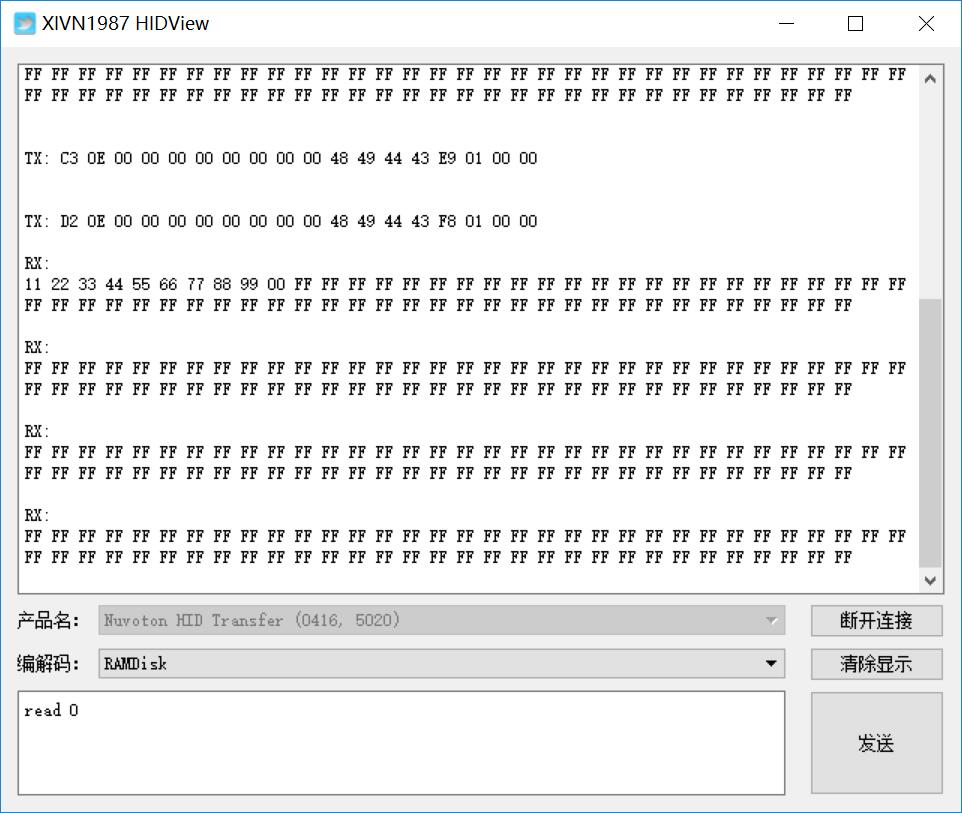 XIVN1987 HIDView
FF FF FF FF FF FF FF FF FF FF FF FF FF FF FF FF FF FF FF FF FF FF FF FF FF FF FF FF FF FF FF FF FF
FF FF FF FF FF FF FF FF FF FF FF FF FF FF FF FF FF FF FF FF FF FF FF FF FF FF FF FF FF FF FF
TX: C3 0E 00 00 00 00 00 00 00 00 48 49 44 43 E9 01 00 00
TX: D2 0E 00 00 00 00 00 00 00 00 48 49 44 43 F8 01 00 00
RX:
11 22 33 44 55 66 77 88 99 00 FF FF FF FF FF FF FF FF FF FF FF FF FF FF FF FF FF FF FF FF FF FF FF
FF FF FF FF FF FF FF FF FF FF FF FF FF FF FF FF FF FF FF FF FF FF FF FF FF FF FF FF FF FF FF
RX:
FF FF FF FF FF FF FF FF FF FF FF FF FF FF FF FF FF FF FF FF FF FF FF FF FF FF FF FF FF FF FF FF FF
FF FF FF FF FF FF FF FF FF FF FF FF FF FF FF FF FF FF FF FF FF FF FF FF FF FF FF FF FF FF FF
RX:
FF FF FF FF FF FF FF FF FF FF FF FF FF FF FF FF FF FF FF FF FF FF FF FF FF FF FF FF FF FF FF FF FF
FF FF FF FF FF FF FF FF FF FF FF FF FF FF FF FF FF FF FF FF FF FF FF FF FF FF FF FF FF FF FF
RX:
FF FF FF FF FF FF FF FF FF FF FF FF FF FF FF FF FF FF FF FF FF FF FF FF FF FF FF FF FF FF FF FF FF
FF FF FF FF FF FF FF FF FF FF FF FF FF FF FF FF FF FF FF FF FF FF FF FF FF FF FF FF FF FF FF
产品名: Nuvoton HID Transfer (0416, 5020) 断开连接
编解码: RAMDisk 清除显示
read 0
发送